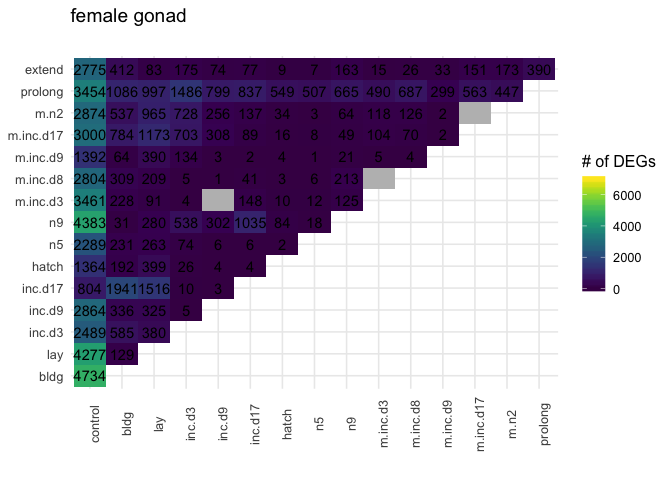 female gonad
extend 2775 412 83 175 74 77 9 7 163 15 26 33 151 173 390
prolong 3454 1086 997 1486 799 837 549 507 665 490 687 299 563 447
m.n2 2874 537 965 728 256 137 34 3 64 118 126 2
m.inc.d17 3000 784 1173 703 308 89 16 8 49 104 70 2
m.inc.d9 1392 64 390 134 3 2 4 1 21 5 4
m.inc.d8 2804 309 209 5 1 41 3 6 213
m.inc.d3 3461 228 91 4 148 10 12 125
n9 4383 31 280 538 302 1035 84 18
n5 2289 231 263 74 6 6 2
hatch 1364 192 399 26 4 4
inc.d17 804 1941 1516 10 3
inc.d9 2864 336 325 5
inc.d3 2489 585 380
lay 4277 129
bldg 4734
control bldg lay inc.d3 inc.d9 inc.d17 hatch n5 n9 m.inc.d3 m.inc.d8 m.inc.d9 m.inc.d17 m.n2 prolong
# of DEGs
6000
4000
2000
0